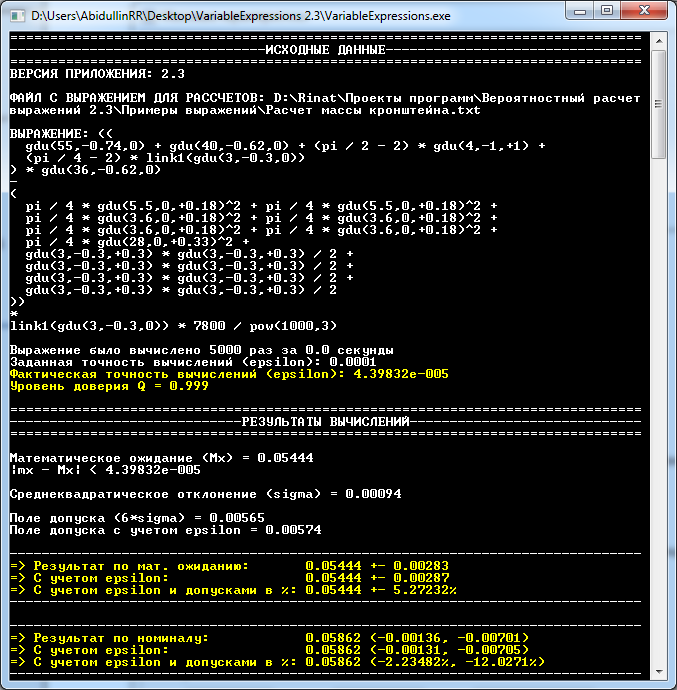 D:\Users\AbidullinRR\Desktop\VariableExpressions 2.3\VariableExpressions.exe
ИСХОДНЫЕ ДАННЫЕ
ВЕРСИЯ ПРИЛОЖЕНИЯ: 2.3
ФАЙЛ С ВЫРАЖЕНИЕМ ДЛЯ РАССЧЕТОВ: D:\Rinat\Проекты программ\Вероятностный расчет
выражений 2.3\Примеры выражений\Расчет массы кронштейна.txt
ВЫРАЖЕНИЕ: ((
gdu(55,-0.74,0) + gdu(40,-0.62,0) + (pi / 2 - 2) * gdu(4,-1,+1) +
(pi / 4 - 2) * link1(gdu(3,-0.3,0))
) * gdu(36,-0.62,0)
-
(
pi / 4 * gdu(5.5,0,+0.18)^2 + pi / 4 * gdu(5.5,0,+0.18)^2 +
pi / 4 * gdu(3.6,0,+0.18)^2 + pi / 4 * gdu(3.6,0,+0.18)^2 +
pi / 4 * gdu(3.6,0,+0.18)^2 + pi / 4 * gdu(3.6,0,+0.18)^2 +
pi / 4 * gdu(28,0,+0.33)^2 +
gdu(3,-0.3,+0.3) * gdu(3,-0.3,+0.3) / 2 +
gdu(3,-0.3,+0.3) * gdu(3,-0.3,+0.3) / 2 +
gdu(3,-0.3,+0.3) * gdu(3,-0.3,+0.3) / 2 +
gdu(3,-0.3,+0.3) * gdu(3,-0.3,+0.3) / 2
))
*
link1(gdu(3,-0.3,0)) * 7800 / pow(1000,3)
Выражение было вычислено 5000 раз за 0.0 секунды
Заданная точность вычислений (epsilon): 0.0001
Фактическая точность вычислений (epsilon): 4.39832e-005
Уровень доверия Q = 0.999
РЕЗУЛЬТАТЫ ВЫЧИСЛЕНИЙ
Математическое ожидание (Mx) = 0.05444
|mx - Mx| < 4.39832e-005
Среднеквадратическое отклонение (sigma) = 0.00094
Поле допуска (6*sigma) = 0.00565
Поле допуска с учетом epsilon = 0.00574
=> Результат по мат. ожиданию: 0.05444 +- 0.00283
=> С учетом epsilon: 0.05444 +- 0.00287
=> С учетом epsilon и допусками в %: 0.05444 +- 5.27232%
=> Результат по номиналу: 0.05862 (-0.00136, -0.00701)
=> С учетом epsilon: 0.05862 (-0.00131, -0.00705)
=> С учетом epsilon и допусками в %: 0.05862 (-2.23482%, -12.0271%)